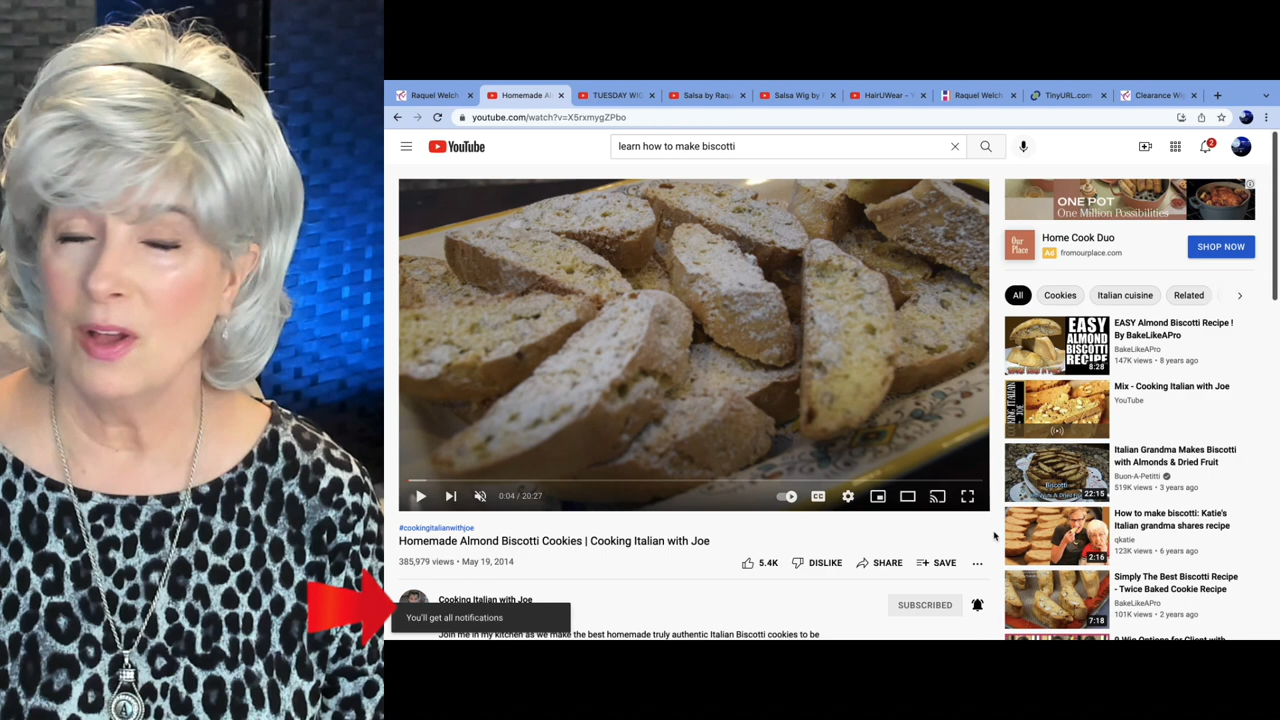 Raquel Welch
Homemade Al
TUESDAY WIG
Salsa by Raqu
Salsa Wig by
HairUWear - Y
Raquel Welch
TinyURL.com
Clearance Wig
youtube.com/watch?v=X5rxmygZPbo
YouTube
learn how to make biscotti
2
ONE POT
One Million Possibilities
Our
Place
Home Cook Duo
Ad fromourplace.com
SHOP NOW
All
Cookies
Italian cuisine
Related
EASY
ALMOND
BISCOTTI
RECIPE
8:28
EASY Almond Biscotti Recipe !
By BakeLikeAPro
BakeLikeAPro
147K views • 8 years ago
Mix - Cooking Italian with Joe
YouTube
Biscotti
22:15
Italian Grandma Makes Biscotti
with Almonds & Dried Fruit
Buon-A-Petitti
519K views • 3 years ago
2:16
How to make biscotti: Katie's
Italian grandma shares recipe
qkatie
123K views • 6 years ago
7:18
Simply The Best Biscotti Recipe
- Twice Baked Cookie Recipe
BakeLikeAPro
101K views • 2 years ago
0:04 / 20:27
CC
#cookingitalianwithjoe
Homemade Almond Biscotti Cookies | Cooking Italian with Joe
385,979 views • May 19, 2014
5.4K
DISLIKE
SHARE
SAVE
Cooking Italian with Joe
SUBSCRIBED
You'll get all notifications
Join me in my kitchen as we make the best homemade truly authentic Italian Biscotti cookies to be
A